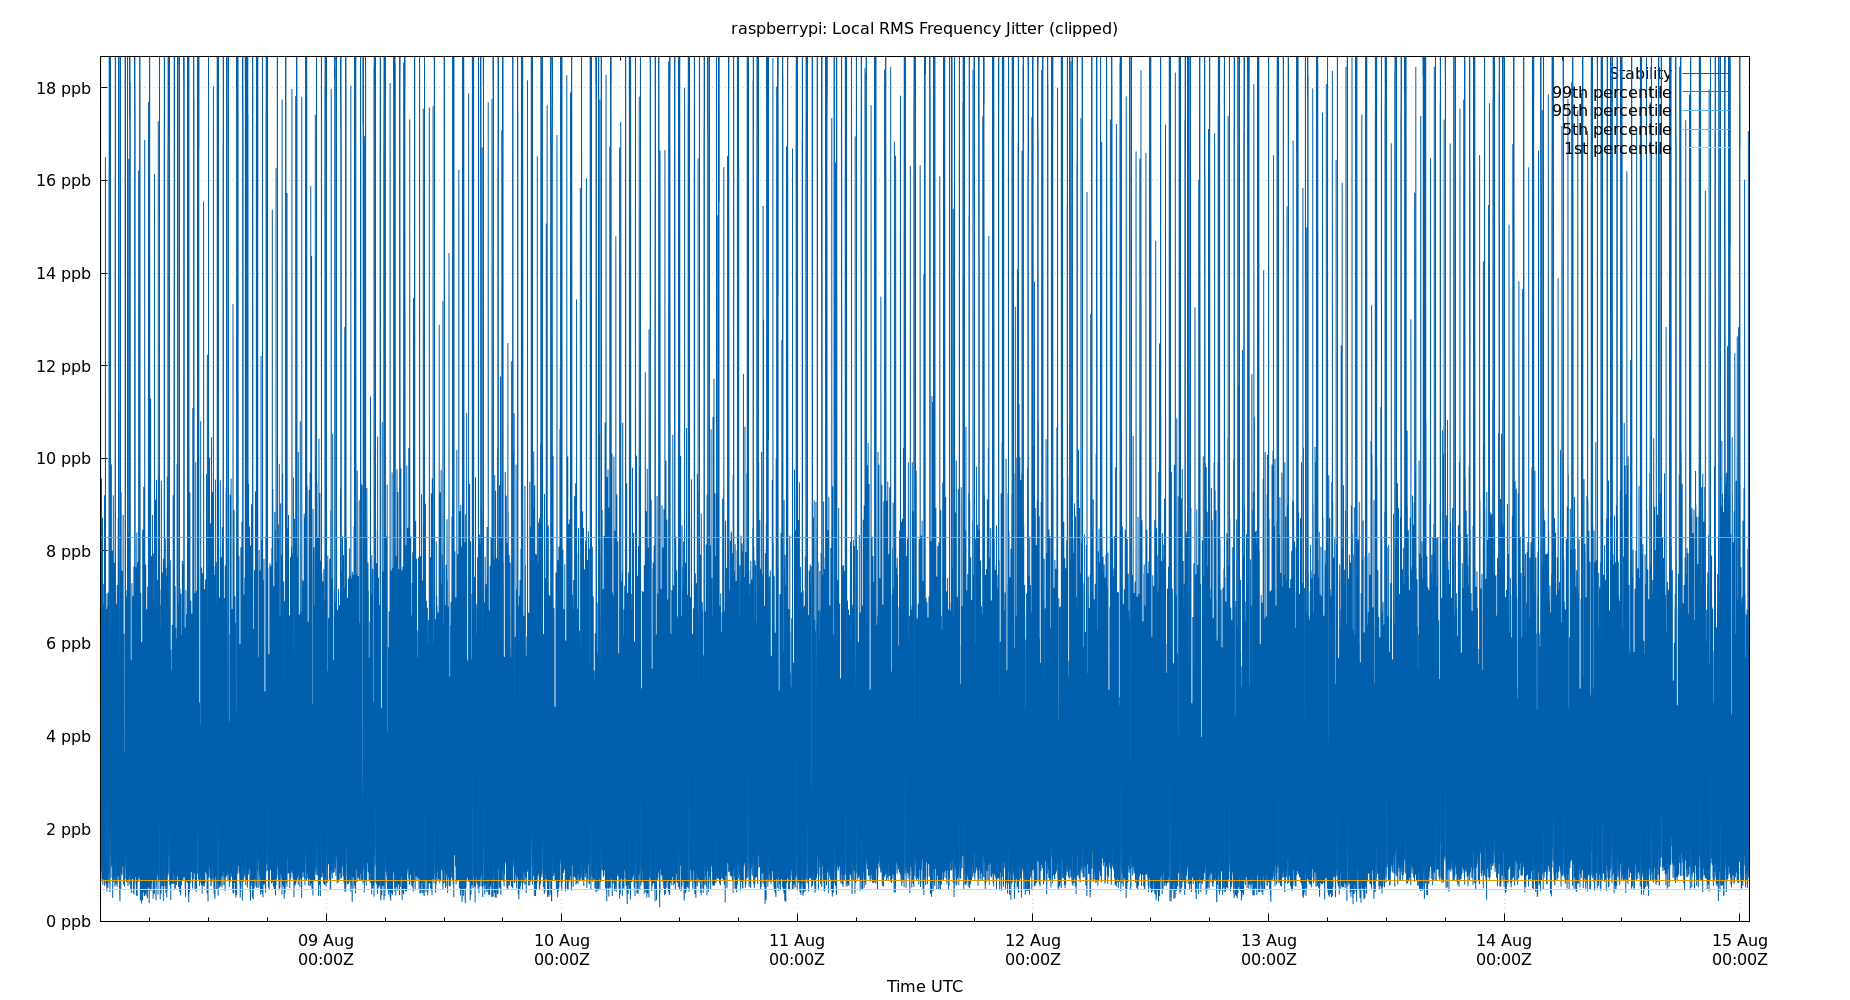 raspberrypi: Local RMS Frequency Jitter (clipped)
18 ppb
16 ppb
14 ppb
12 ppb
10 ppb
8 ppb
6 ppb
4 ppb
2 ppb
0 ppb
Stability
99th percentile
95th percentile
5th percentile
1st percentile
09 Aug
00:00Z
10 Aug
00:00Z
11 Aug
00:00Z
12 Aug
00:00Z
13 Aug
00:00Z
14 Aug
00:00Z
15 Aug
00:00Z
Time UTC